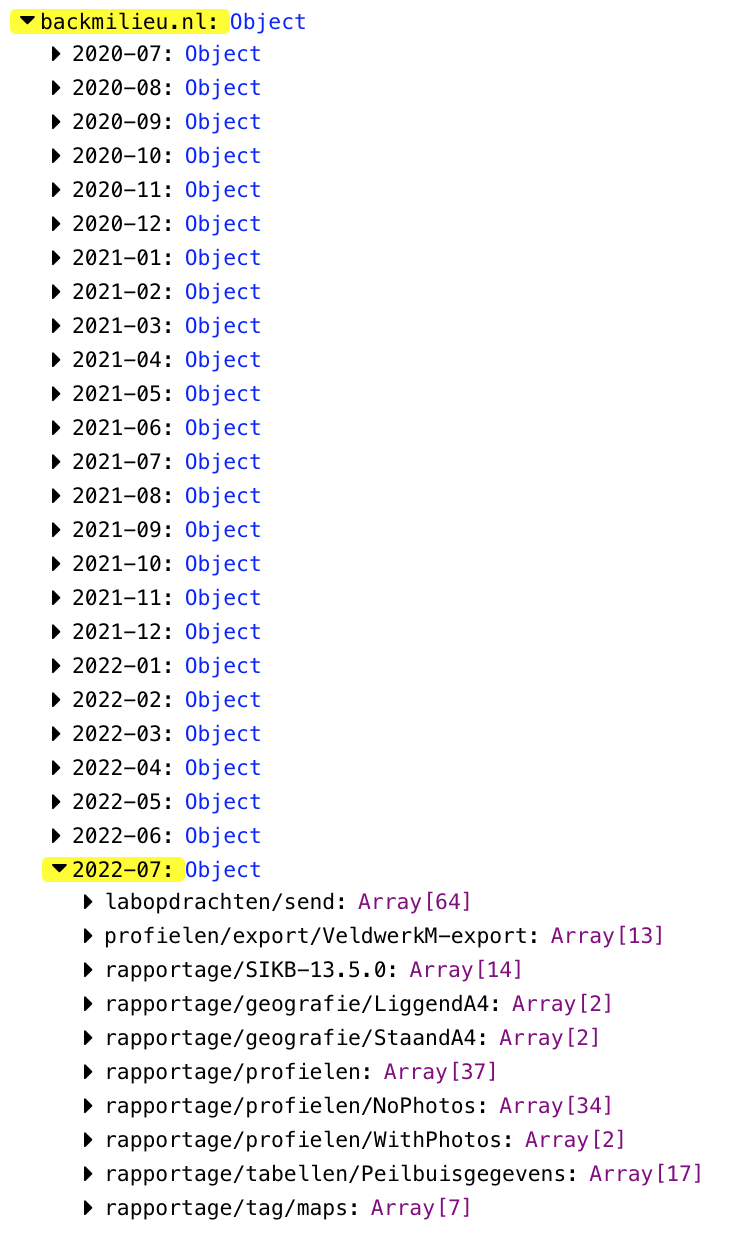 backmilieu.nl: Object
2020-07: Object
2020-08: Object
2020-09: Object
2020-10: Object
2020-11: Object
2020-12: Object
2021-01: Object
2021-02: Object
2021-03: Object
2021-04: Object
2021-05: Object
2021-06: Object
2021-07: Object
2021-08: Object
2021-09: Object
2021-10: Object
2021-11: Object
2021-12: Object
2022-01: Object
2022-02: Object
2022-03: Object
2022-04: Object
2022-05: Object
2022-06: Object
2022-07: Object
labopdrachten/send: Array[64]
profielen/export/VeldwerkM-export: Array[13]
rapportage/SIKB-13.5.0: Array[14]
rapportage/geografie/LiggendA4: Array[2]
rapportage/geografie/StaandA4: Array[2]
rapportage/profielen: Array[37]
rapportage/profielen/NoPhotos: Array[34]
rapportage/profielen/WithPhotos: Array[2]
rapportage/tabellen/Peilbuisgegevens: Array[17]
rapportage/tag/maps: Array[7]